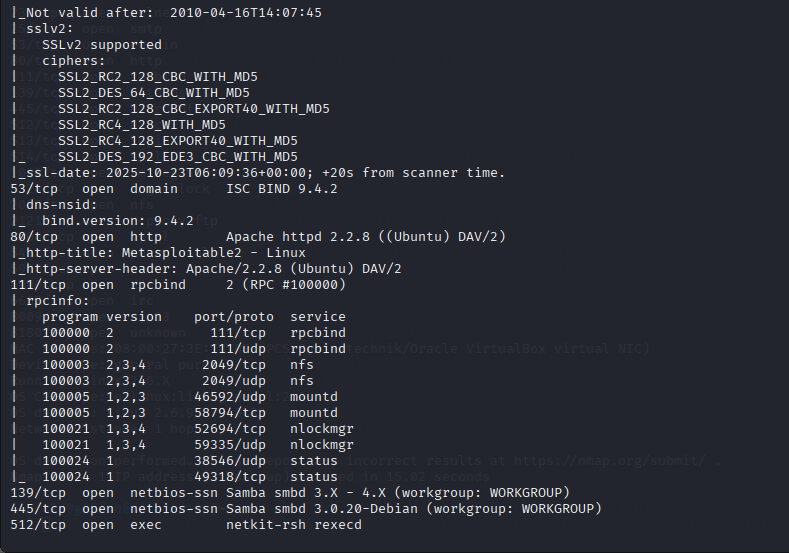 |_Not valid after:  2010-04-16T14:07:45
| sslv2:
|   SSLv2 supported
|   ciphers:
|     SSL2_RC2_128_CBC_WITH_MD5
|     SSL2_DES_64_CBC_WITH_MD5
|     SSL2_RC2_128_CBC_EXPORT40_WITH_MD5
|     SSL2_RC4_128_WITH_MD5
|     SSL2_RC4_128_EXPORT40_WITH_MD5
|_    SSL2_DES_192_EDE3_CBC_WITH_MD5
|_ssl-date: 2025-10-23T06:09:36+00:00; +20s from scanner time.
53/tcp  open  domain      ISC BIND 9.4.2
| dns-nsid:
|_  bind.version: 9.4.2
80/tcp  open  http        Apache httpd 2.2.8 ((Ubuntu) DAV/2)
|_http-title: Metasploitable2 - Linux
|_http-server-header: Apache/2.2.8 (Ubuntu) DAV/2
111/tcp open  rpcbind     2 (RPC #100000)
| rpcinfo:
|   program version    port/proto  service
|   100000  2            111/tcp   rpcbind
|   100000  2            111/udp   rpcbind
|   100003  2,3,4       2049/tcp   nfs
|   100003  2,3,4       2049/udp   nfs
|   100005  1,2,3      46592/udp   mountd
|   100005  1,2,3      58794/tcp   mountd
|   100021  1,3,4      52694/tcp   nlockmgr
|   100021  1,3,4      59335/udp   nlockmgr
|   100024  1          38546/udp   status
|_  100024  1          49318/tcp   status
139/tcp open  netbios-ssn Samba smbd 3.X - 4.X (workgroup: WORKGROUP)
445/tcp open  netbios-ssn Samba smbd 3.0.20-Debian (workgroup: WORKGROUP)
512/tcp open  exec        netkit-rsh rexecd